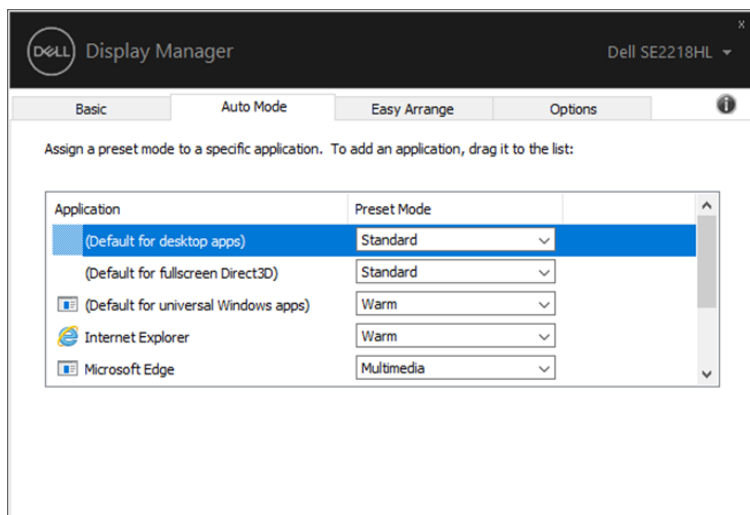 x
DELL Display Manager Dell SE2218HL
Basic Auto Mode Easy Arrange Options
Assign a preset mode to a specific application. To add an application, drag it to the list:
Application Preset Mode
(Default for desktop apps) Standard
(Default for fullscreen Direct3D) Standard
(Default for universal Windows apps) Warm
Internet Explorer Warm
Microsoft Edge Multimedia